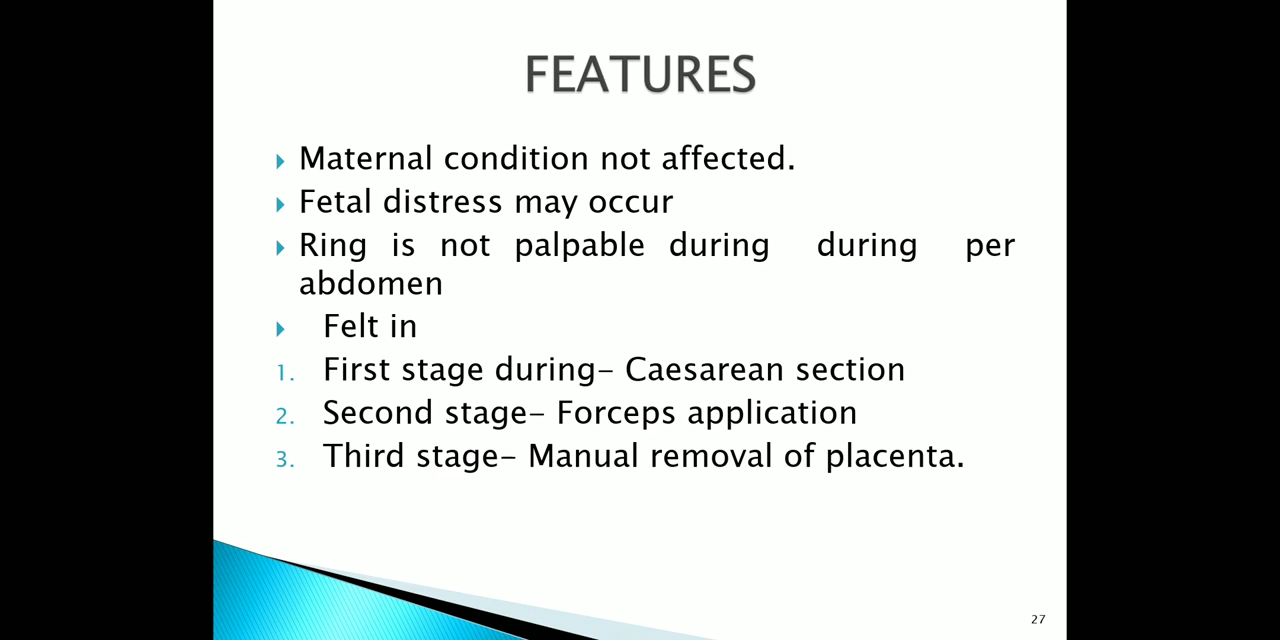 FEATURES
Maternal condition not affected.
Fetal distress may occur
Ring is not palpable during during per
abdomen
Felt in
1. First stage during- Caesarean section
2. Second stage- Forceps application
3. Third stage- Manual removal of placenta.
27